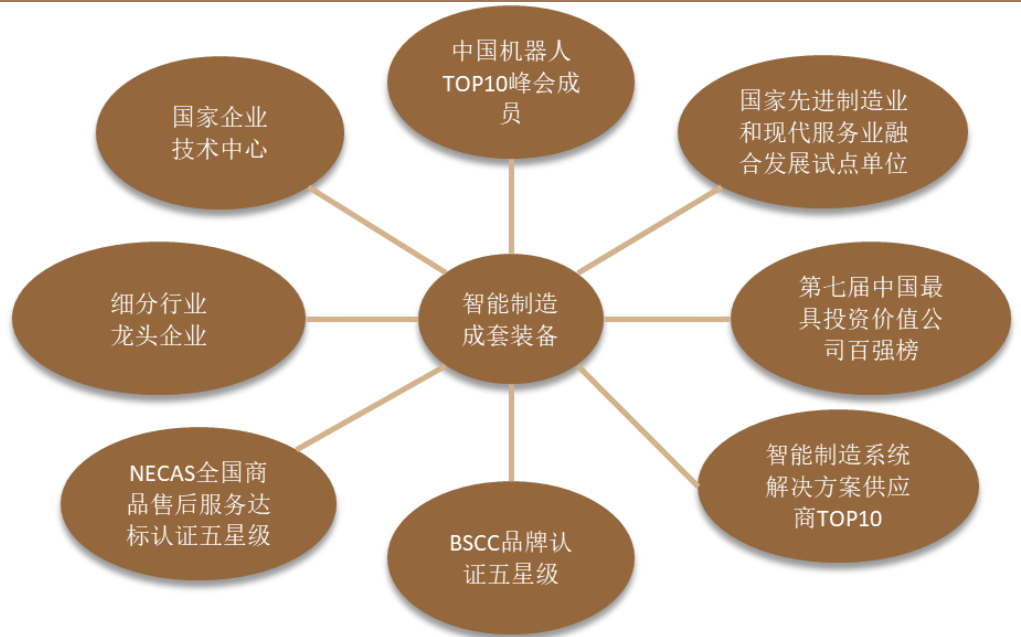 中国机器人
TOP10峰会成
员
国家企业
技术中心
国家先进制造业
和现代服务业融
合发展试点单位
细分行业
龙头企业
智能制造
成套装备
第七届中国最
具投资价值公
司百强榜
NECAS全国商
品售后服务达
标认证五星级
BSCC品牌认
证五星级
智能制造系统
解决方案供应
商TOP10